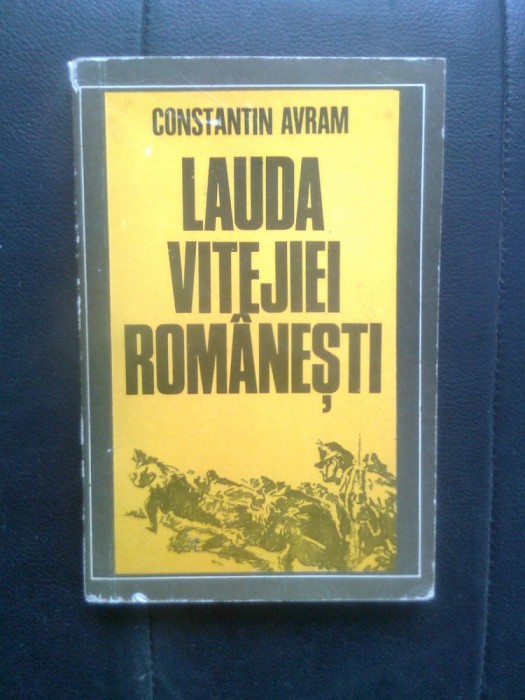 CONSTANTIN AVRAM
LAUDA
VITEJIEI
ROMÂNEȘTI